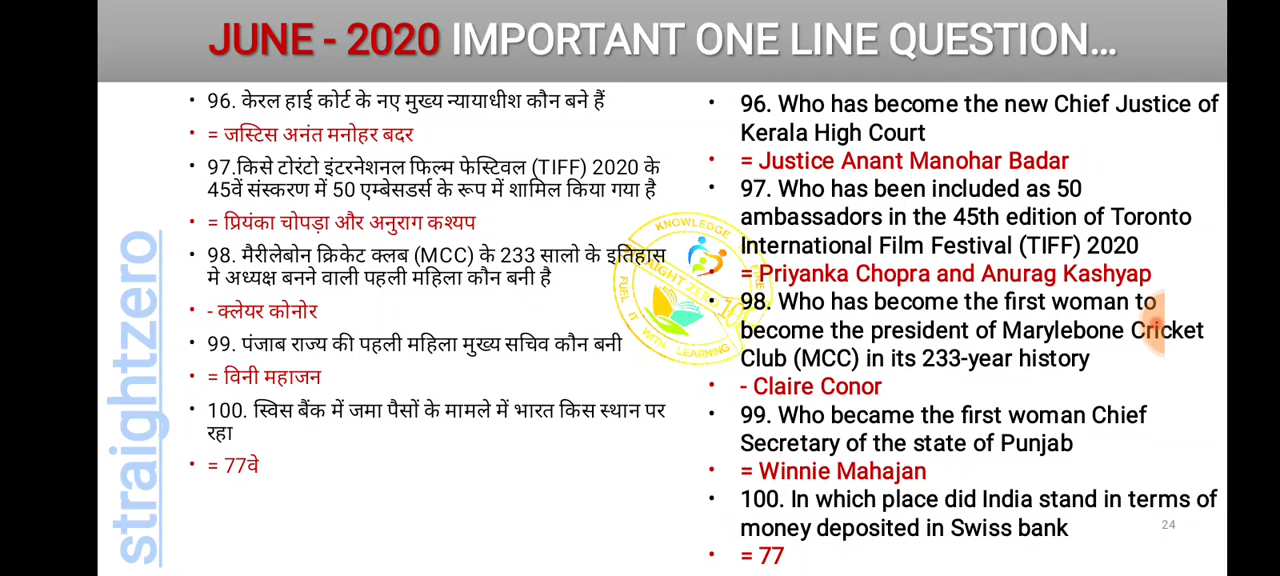 JUNE - 2020 IMPORTANT ONE LINE QUESTION...
• 96. केरल हाई कोर्ट के नए मुख्य न्यायाधीश कौन बने हैं
• = जस्टिस अनंत मनोहर बदर
• 97.किसे टोरंटो इंटरनेशनल फिल्म फेस्टिवल (TIFF) 2020 के
45वें संस्करण में 50 एम्बेसडर्स के रूप में शामिल किया गया है
• = प्रियंका चोपड़ा और अनुराग कश्यप
• 98. मैरीलेबोन क्रिकेट क्लब (MCC) के 233 सालो के इतिहास
मे अध्यक्ष बनने वाली पहली महिला कौन बनी है
• - क्लेयर कोनोर
• 99. पंजाब राज्य की पहली महिला मुख्य सचिव कौन बनी
• = विनी महाजन
• 100. स्विस बैंक में जमा पैसों के मामले में भारत किस स्थान पर
रहा
• = 77वे
• 96. Who has become the new Chief Justice of
Kerala High Court
• = Justice Anant Manohar Badar
• 97. Who has been included as 50
ambassadors in the 45th edition of Toronto
International Film Festival (TIFF) 2020
• = Priyanka Chopra and Anurag Kashyap
• 98. Who has become the first woman to
become the president of Marylebone Cricket
Club (MCC) in its 233-year history
• - Claire Conor
• 99. Who became the first woman Chief
Secretary of the state of Punjab
• = Winnie Mahajan
• 100. In which place did India stand in terms of
money deposited in Swiss bank
• = 77
24
straightzero
KNOWLEDGE
FUEL IT
WITH LEARNING